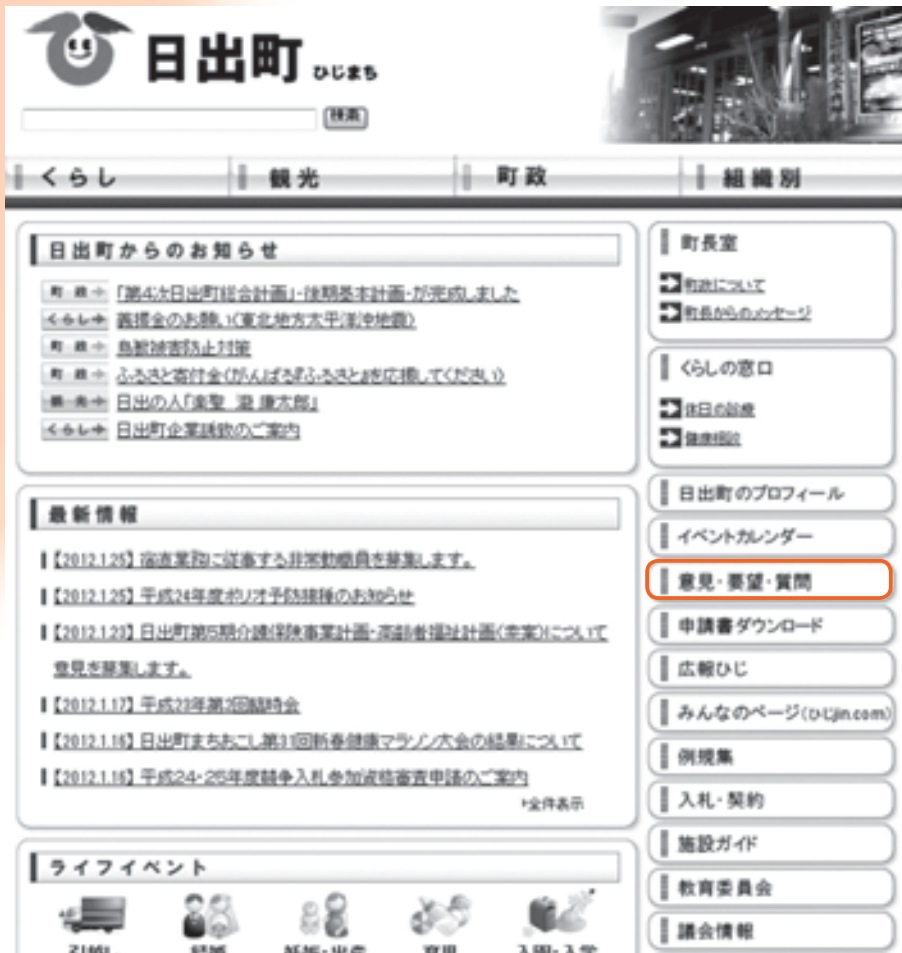 日出町 ひじまち
検索
くらし 観光 町政 組織別
日出町からのお知らせ
町政 「第4次日出町総合計画」-後期基本計画-が完成しました
くらし 義援金のお願い(東北地方太平洋沖地震)
町政 鳥獣被害防止対策
町政 ふるさと寄付金(がんばる『ふるさと』を応援してください)
観光 日出の人「楽聖 瀧 廉太郎」
くらし 日出町企業誘致のご案内
最新情報
【2012.1.25】宿直業務に従事する非常勤職員を募集します。
【2012.1.25】平成24年度ポリオ予防接種のお知らせ
【2012.1.23】日出町第5期介護保険事業計画・高齢者福祉計画(素案)について
意見を募集します。
【2012.1.17】平成23年第2回臨時会
【2012.1.16】日出町まちおこし第31回新春健康マラソン大会の結果について
【2012.1.16】平成24・25年度競争入札参加資格審査申請のご案内
全件表示
ライフイベント
引越し 結婚 妊娠・出産 育児 入園・入学
町長室
町政について
町長からのメッセージ
くらしの窓口
休日の診療
健康相談
日出町のプロフィール
イベントカレンダー
意見・要望・質問
申請書ダウンロード
広報ひじ
みんなのページ(ひじjin.com)
例規集
入札・契約
施設ガイド
教育委員会
議会情報